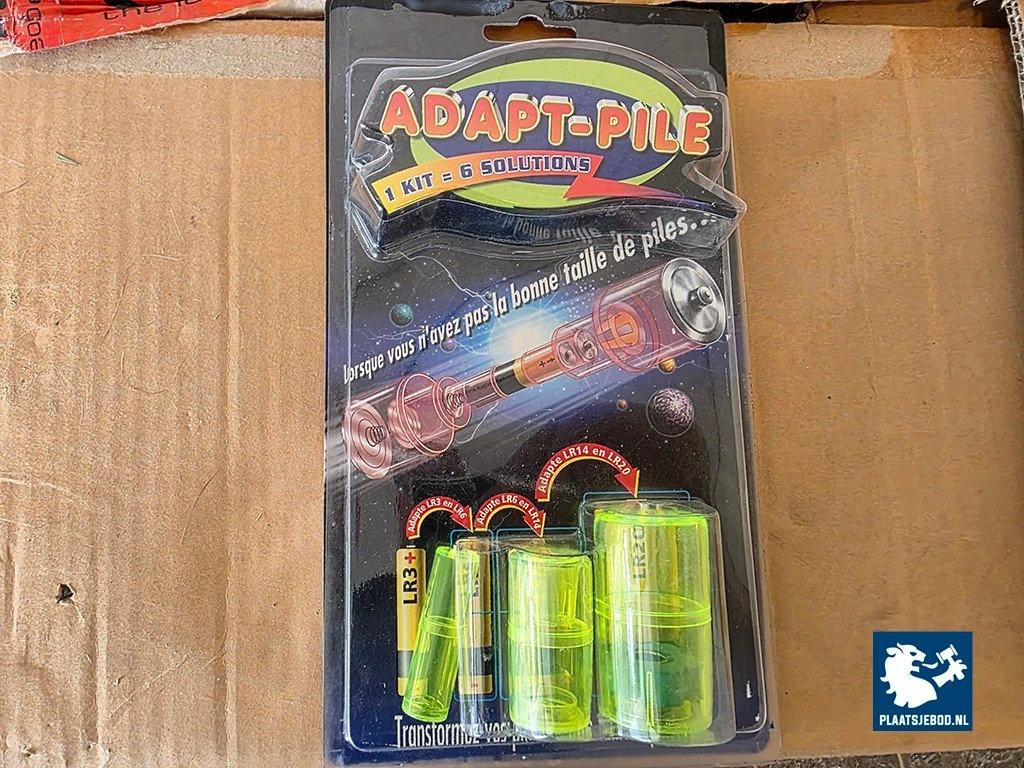 ADAPT-PILE
1 KIT = 6 SOLUTIONS
Lorsque vous n'avez pas la bonne taille de piles...
Adapte LR3 en LR6
Adapte LR6 en LR14
Adapte LR14 en LR20
LR3+
LR20
Transformez vos
PLAATSJEBOD.NL